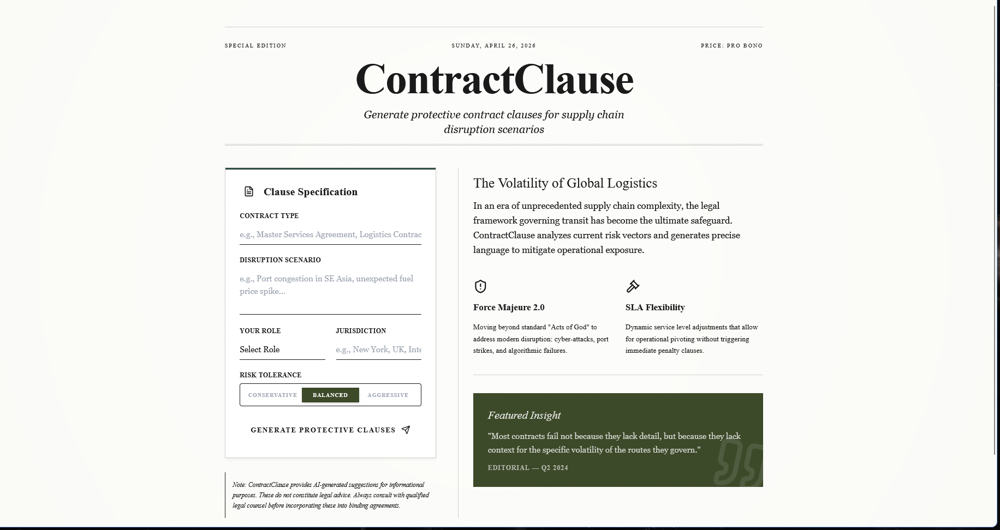 SPECIAL EDITION
SUNDAY, APRIL 26, 2026
PRICE: PRO BONO
ContractClause
Generate protective contract clauses for supply chain
disruption scenarios
Clause Specification
CONTRACT TYPE
e.g., Master Services Agreement, Logistics Contrac
DISRUPTION SCENARIO
e.g., Port congestion in SE Asia, unexpected fuel
price spike...
YOUR ROLE
JURISDICTION
Select Role
e.g., New York, UK, Inte
RISK TOLERANCE
CONSERVATIVE
BALANCED
AGGRESSIVE
GENERATE PROTECTIVE CLAUSES
Note: ContractClause provides AI-generated suggestions for informational
purposes. These do not constitute legal advice. Always consult with qualified
legal counsel before incorporating these into binding agreements.
The Volatility of Global Logistics
In an era of unprecedented supply chain complexity, the legal
framework governing transit has become the ultimate safeguard.
ContractClause analyzes current risk vectors and generates precise
language to mitigate operational exposure.
Force Majeure 2.0
Moving beyond standard "Acts of God" to
address modern disruption: cyber-attacks, port
strikes, and algorithmic failures.
SLA Flexibility
Dynamic service level adjustments that allow
for operational pivoting without triggering
immediate penalty clauses.
Featured Insight
"Most contracts fail not because they lack detail, but because they lack
context for the specific volatility of the routes they govern."
EDITORIAL — Q2 2024